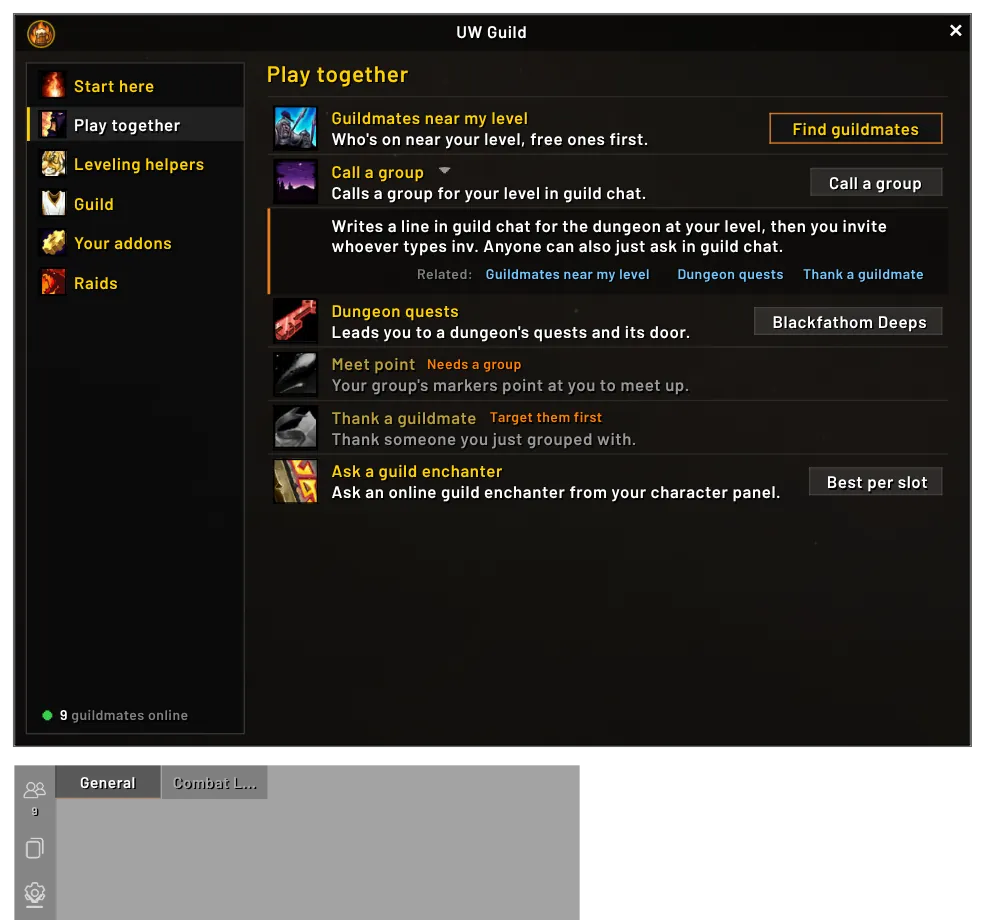 UW Guild
Start here
Play together
Leveling helpers
Guild
Your addons
Raids
9 guildmates online
Play together
Guildmates near my level
Who's on near your level, free ones first.
Find guildmates
Call a group
Calls a group for your level in guild chat.
Call a group
Writes a line in guild chat for the dungeon at your level, then you invite
whoever types inv. Anyone can also just ask in guild chat.
Related: Guildmates near my level Dungeon quests Thank a guildmate
Dungeon quests
Leads you to a dungeon's quests and its door.
Blackfathom Deeps
Meet point Needs a group
Your group's markers point at you to meet up.
Thank a guildmate Target them first
Thank someone you just grouped with.
Ask a guild enchanter
Ask an online guild enchanter from your character panel.
Best per slot
General
Combat L...
9